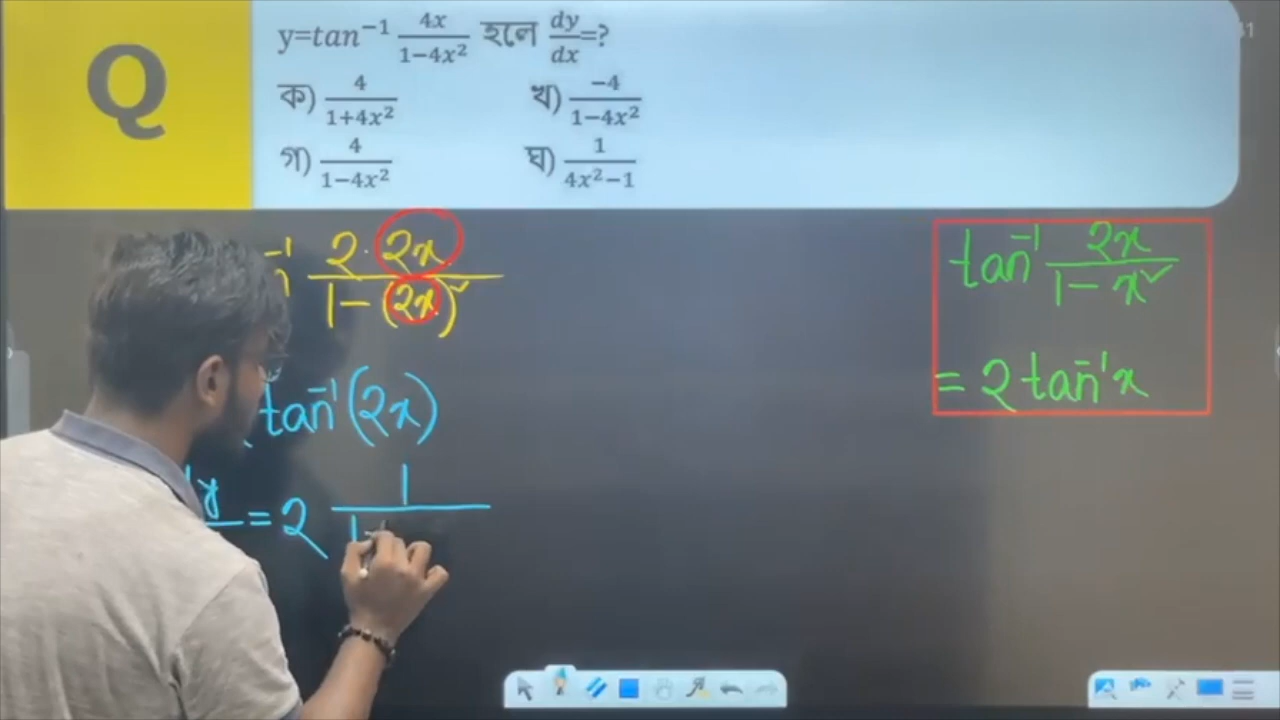 Q
y=tan⁻¹ 4x/(1−4x²) হলে dy/dx=?
ক) 4/(1+4x²) খ) −4/(1−4x²)
গ) 4/(1−4x²) ঘ) 1/(4x²−1)
2·2x/(1−(2x)²)
tan⁻¹(2x)
y = 2 1/1
tan⁻¹ 2x/(1−x²)
= 2tan⁻¹x